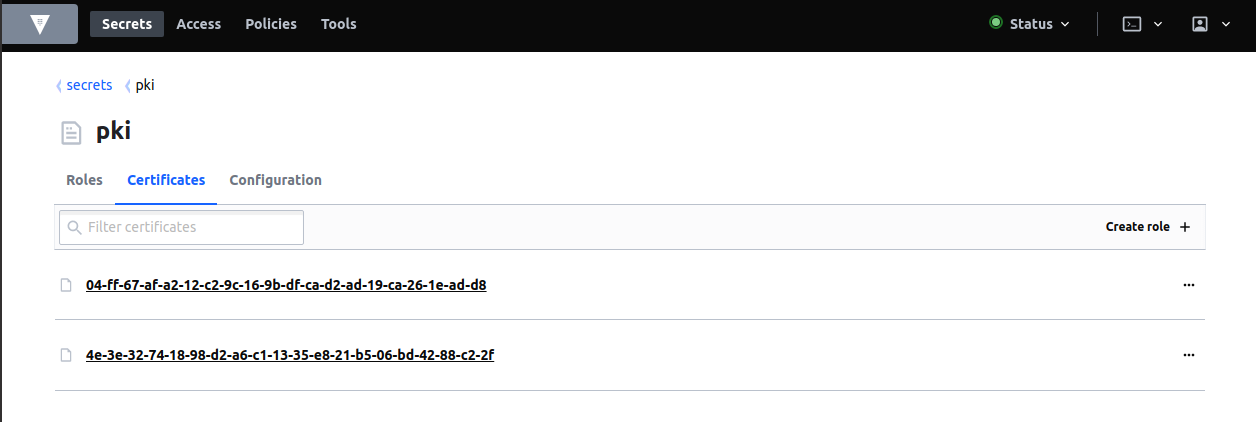 Secrets Access Policies Tools Status
secrets pki
pki
Roles Certificates Configuration
Filter certificates Create role +
04-ff-67-af-a2-12-c2-9c-16-9b-df-ca-d2-ad-19-ca-26-1e-ad-d8
4e-3e-32-74-18-98-d2-a6-c1-13-35-e8-21-b5-06-bd-42-88-c2-2f